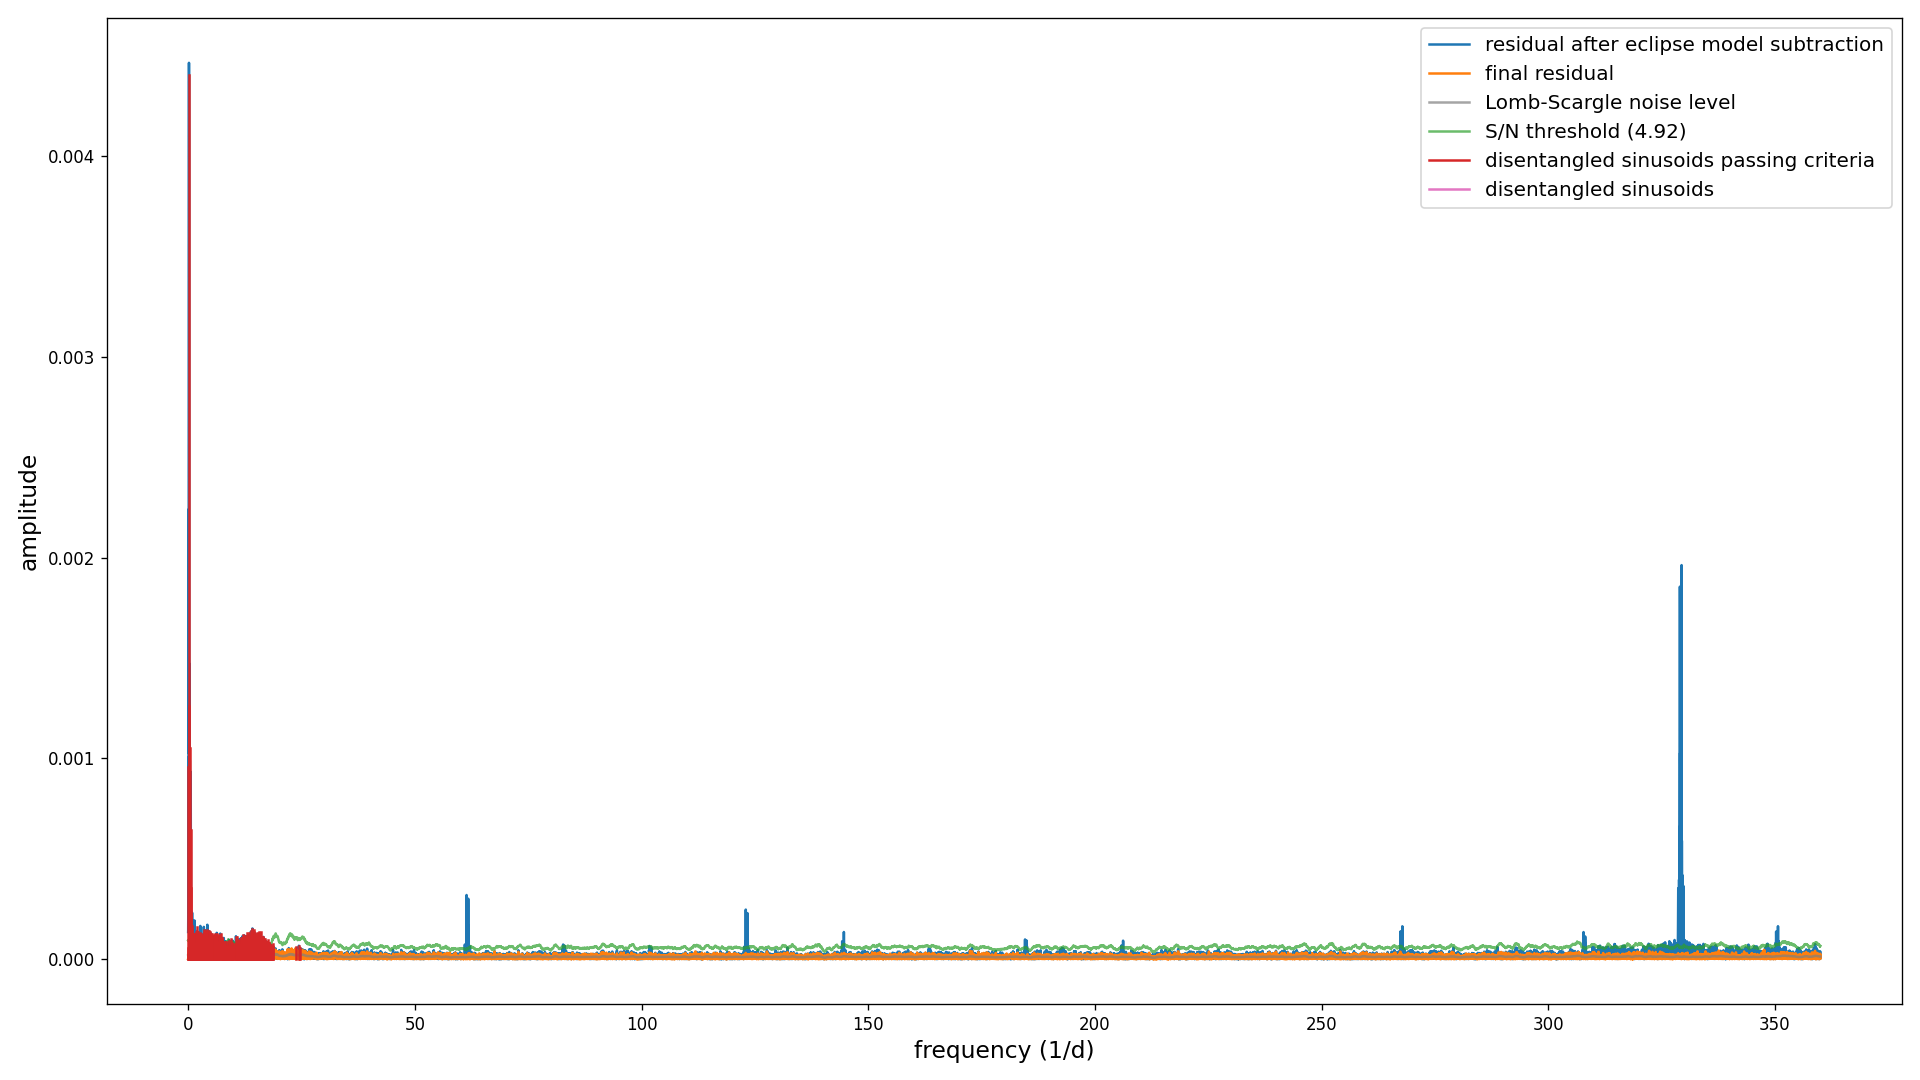 residual after eclipse model subtraction
final residual
Lomb-Scargle noise level
S/N threshold (4.92)
disentangled sinusoids passing criteria
disentangled sinusoids
amplitude
0.004
0.003
0.002
0.001
0.000
0 50 100 150 200 250 300 350
frequency (1/d)